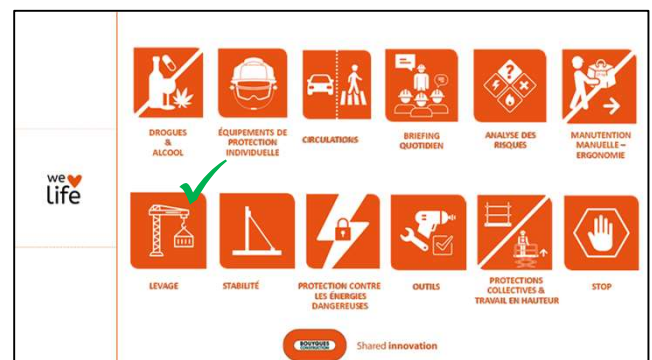 DROGUES
&
ALCOOL
ÉQUIPEMENTS DE
PROTECTION
INDIVIDUELLE
CIRCULATIONS
BRIEFING
QUOTIDIEN
ANALYSE DES
RISQUES
MANUTENTION
MANUELLE –
ERGONOMIE
we
life
LEVAGE
STABILITÉ
PROTECTION CONTRE
LES ÉNERGIES
DANGEREUSES
OUTILS
PROTECTIONS
COLLECTIVES &
TRAVAIL EN HAUTEUR
STOP
BOUYGUES
CONSTRUCTION
Shared innovation